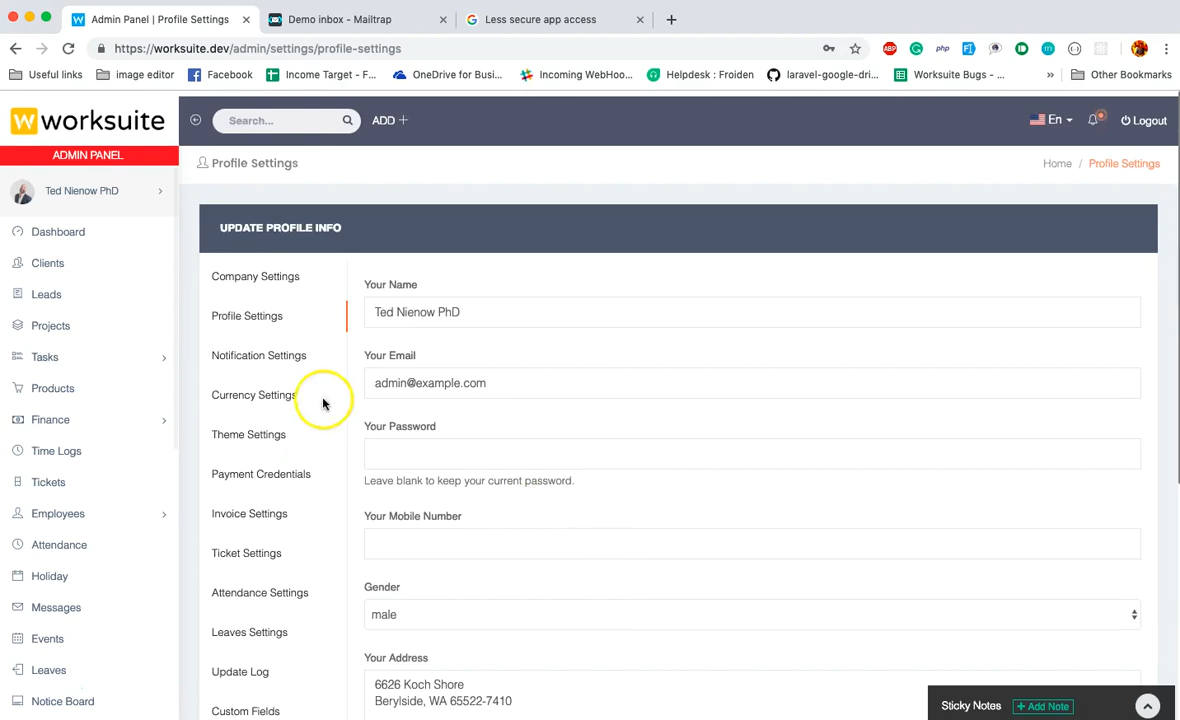 Admin Panel | Profile Settings
Demo inbox - Mailtrap
Less secure app access
https://worksuite.dev/admin/settings/profile-settings
ABP
php
Useful links
image editor
Facebook
Income Target - F...
OneDrive for Busi...
Incoming WebHoo...
Helpdesk : Froiden
laravel-google-dri...
Worksuite Bugs - ...
»
Other Bookmarks
worksuite
Search...
ADD +
En
Logout
ADMIN PANEL
Profile Settings
Home / Profile Settings
Ted Nienow PhD
Dashboard
Clients
Leads
Projects
Tasks
Products
Finance
Time Logs
Tickets
Employees
Attendance
Holiday
Messages
Events
Leaves
Notice Board
UPDATE PROFILE INFO
Company Settings
Profile Settings
Notification Settings
Currency Settings
Theme Settings
Payment Credentials
Invoice Settings
Ticket Settings
Attendance Settings
Leaves Settings
Update Log
Custom Fields
Your Name
Ted Nienow PhD
Your Email
admin@example.com
Your Password
Leave blank to keep your current password.
Your Mobile Number
Gender
male
Your Address
6626 Koch Shore
Berylside, WA 65522-7410
Sticky Notes
+ Add Note